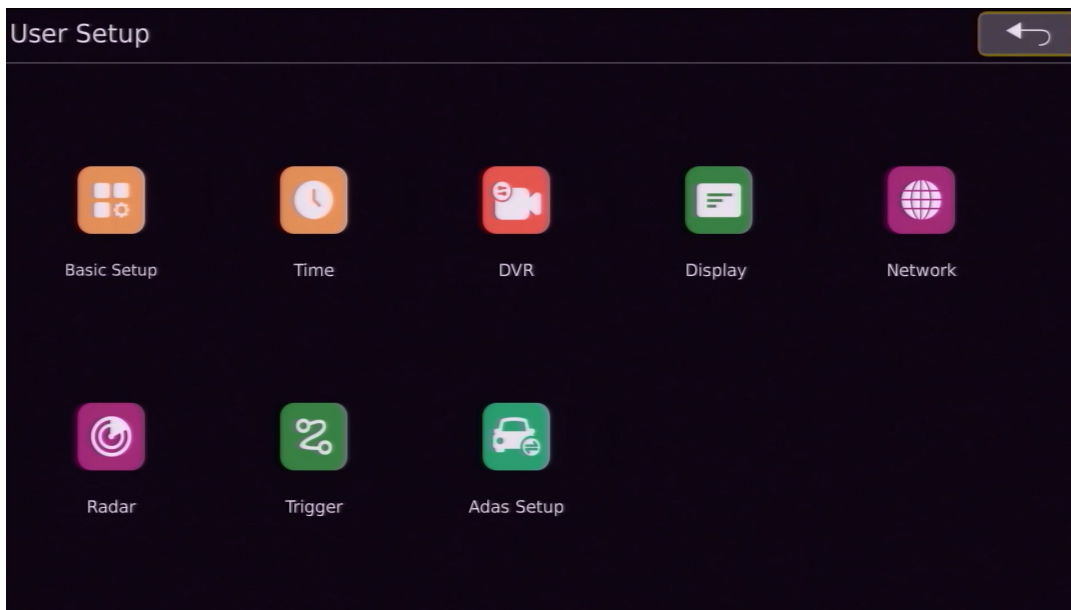 User Setup
Basic Setup
Time
DVR
Display
Network
Radar
Trigger
Adas Setup